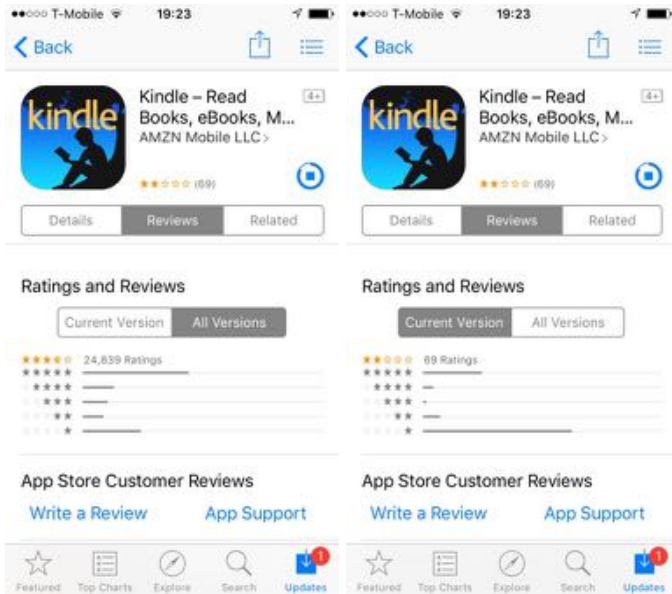 T-Mobile 19:23
Back
kindle
Kindle – Read
Books, eBooks, M...
4+
AMZN Mobile LLC >
(69)
Details Reviews Related
Ratings and Reviews
Current Version All Versions
24,839 Ratings
App Store Customer Reviews
Write a Review App Support
1
Featured Top Charts Explore Search Updates
T-Mobile 19:23
Back
kindle
Kindle – Read
Books, eBooks, M...
4+
AMZN Mobile LLC >
(69)
Details Reviews Related
Ratings and Reviews
Current Version All Versions
69 Ratings
App Store Customer Reviews
Write a Review App Support
1
Featured Top Charts Explore Search Updates